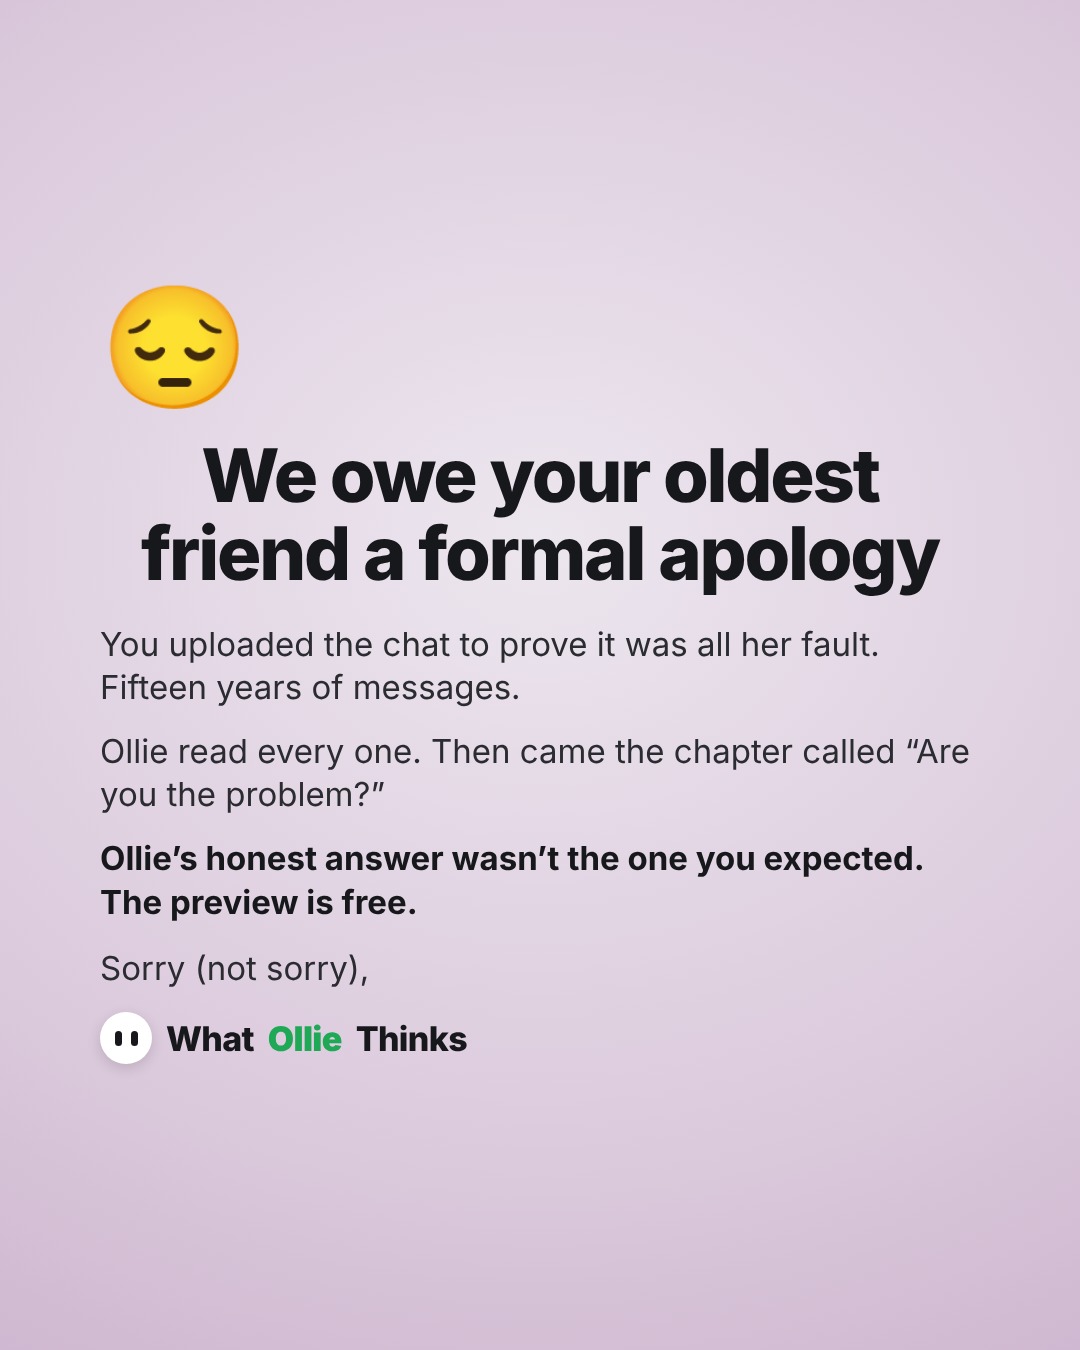 We owe your oldest
friend a formal apology
You uploaded the chat to prove it was all her fault.
Fifteen years of messages.
Ollie read every one. Then came the chapter called “Are
you the problem?”
Ollie’s honest answer wasn’t the one you expected.
The preview is free.
Sorry (not sorry),
What Ollie Thinks